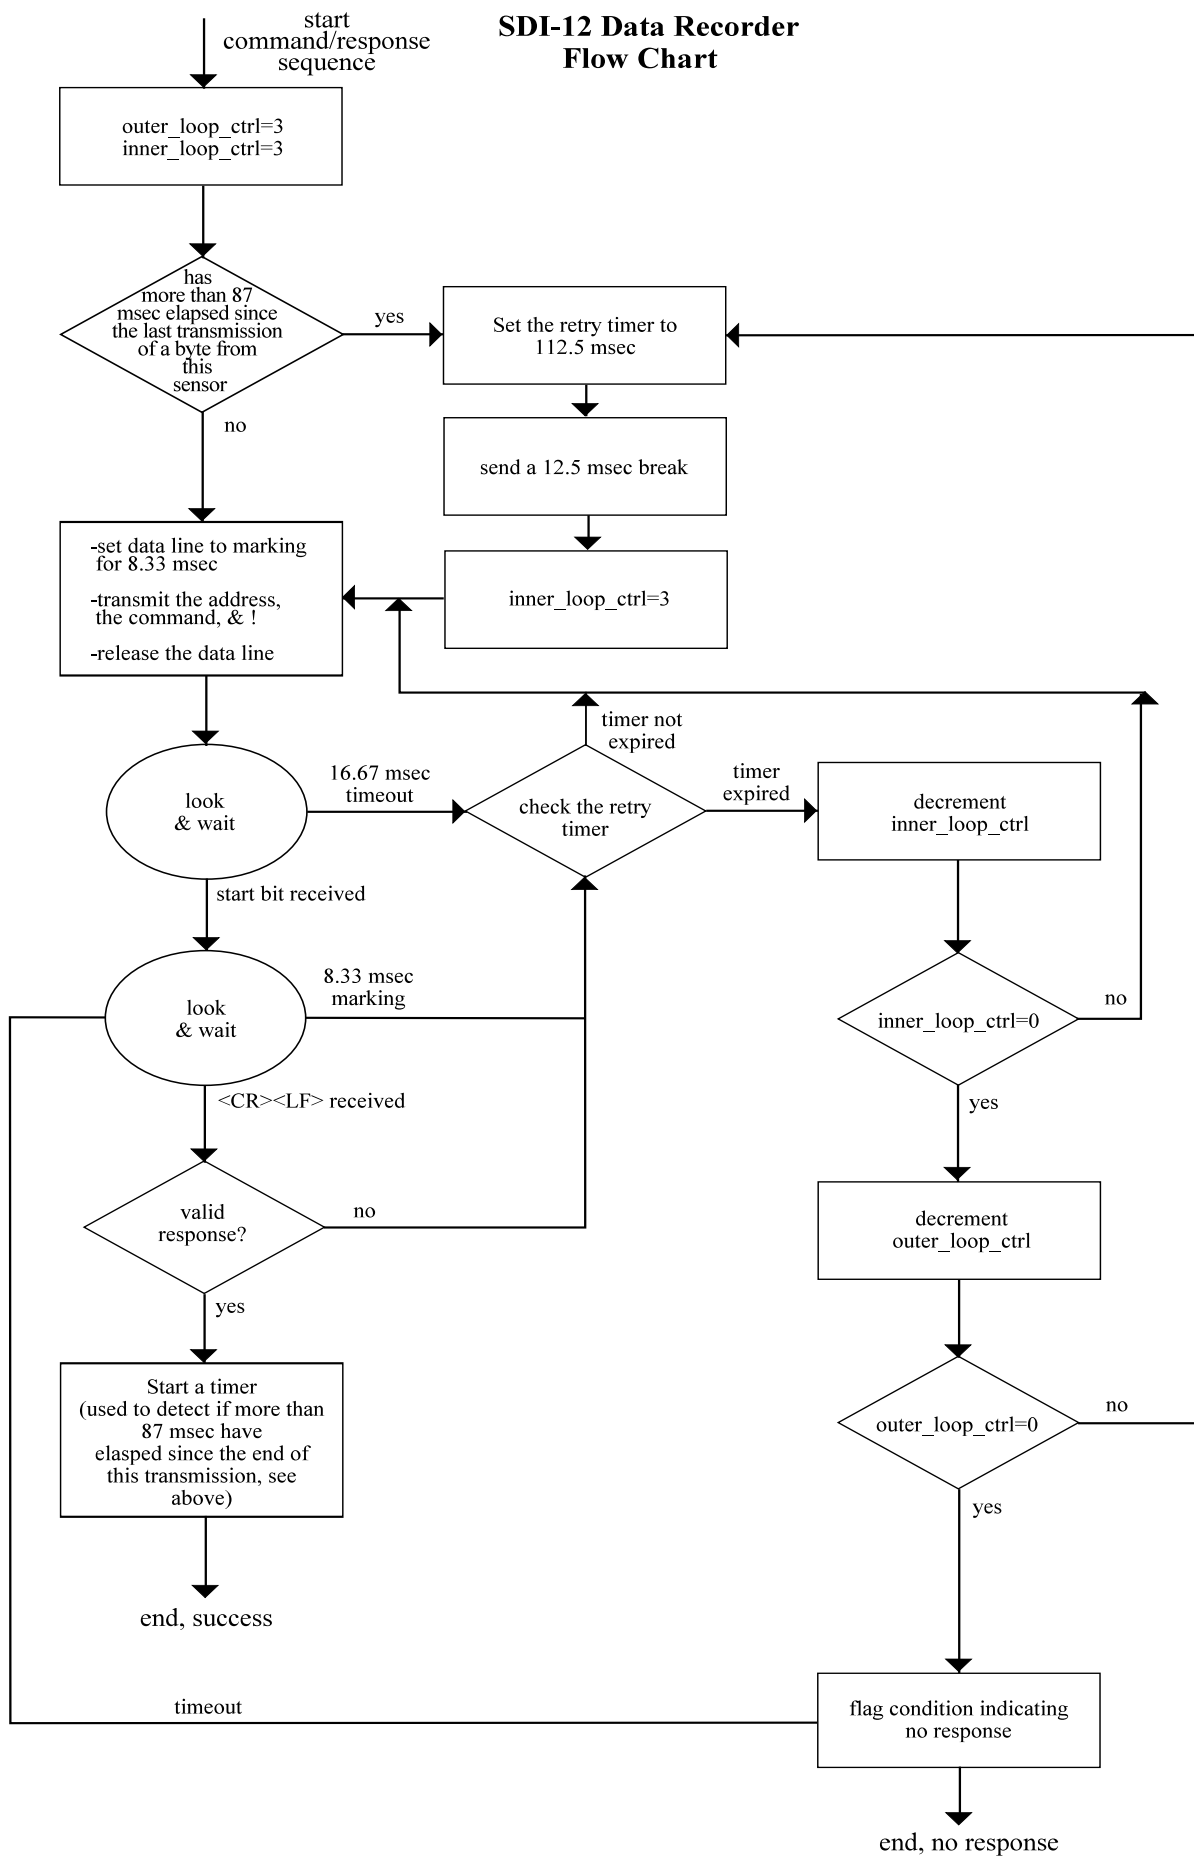 SDI-12 Data Recorder
Flow Chart
start
command/response
sequence
outer_loop_ctrl=3
inner_loop_ctrl=3
has
more than 87
msec elapsed since
the last transmission
of a byte from
this
sensor
yes
no
Set the retry timer to
112.5 msec
send a 12.5 msec break
inner_loop_ctrl=3
-set data line to marking
for 8.33 msec
-transmit the address,
the command, & !
-release the data line
look
& wait
16.67 msec
timeout
start bit received
check the retry
timer
timer not
expired
timer
expired
decrement
inner_loop_ctrl
look
& wait
8.33 msec
marking
<CR><LF> received
inner_loop_ctrl=0
no
yes
valid
response?
no
yes
decrement
outer_loop_ctrl
Start a timer
(used to detect if more than
87 msec have
elasped since the end of
this transmission, see
above)
end, success
outer_loop_ctrl=0
no
yes
timeout
flag condition indicating
no response
end, no response